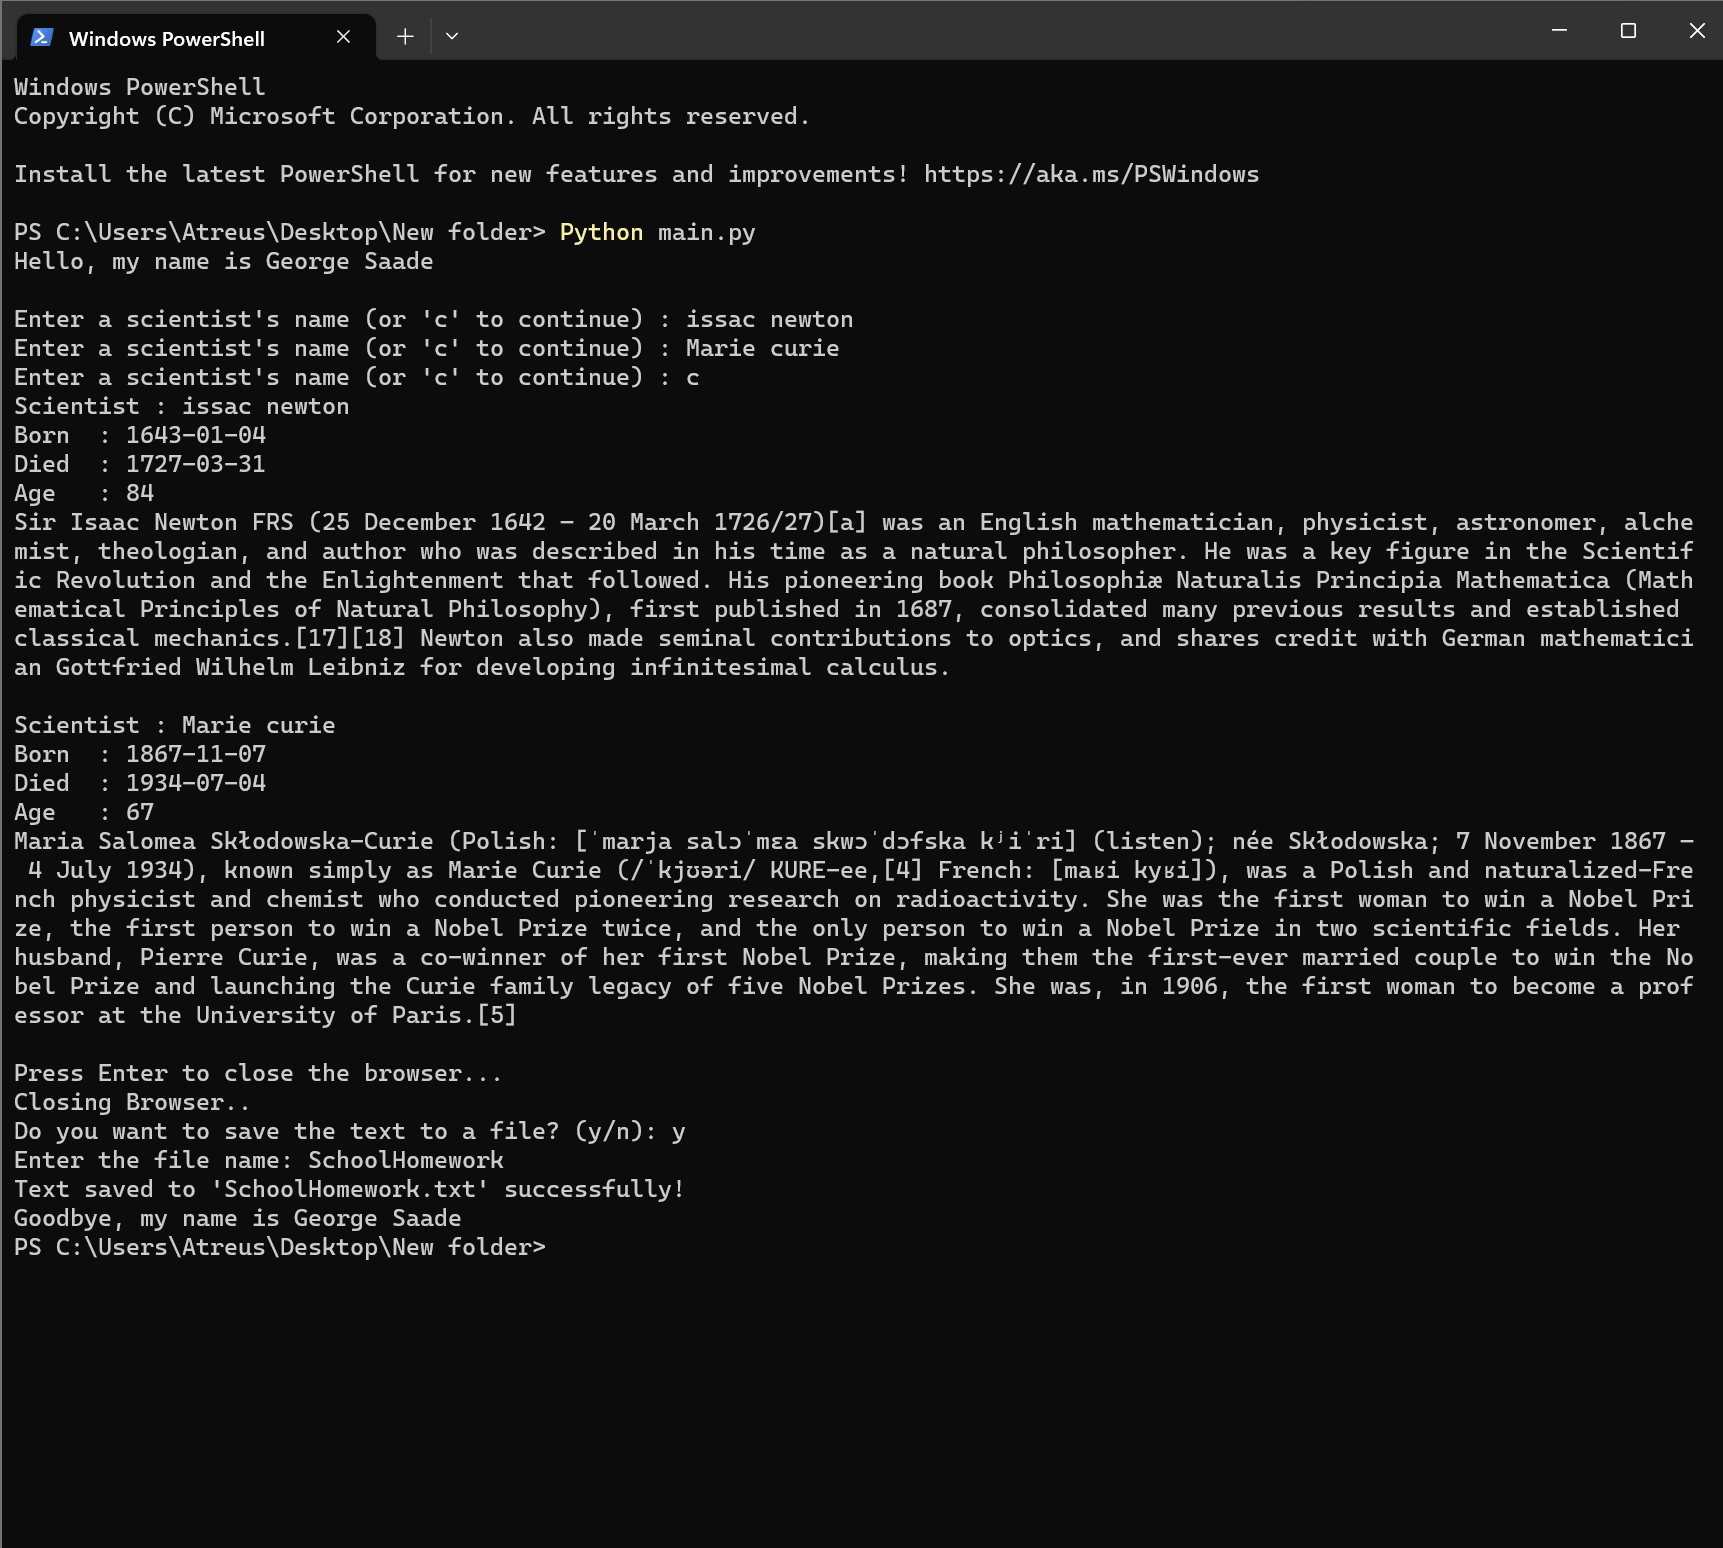 Windows PowerShell
Windows PowerShell
Copyright (C) Microsoft Corporation. All rights reserved.
Install the latest PowerShell for new features and improvements! https://aka.ms/PSWindows
PS C:\Users\Atreus\Desktop\New folder> Python main.py
Hello, my name is George Saade
Enter a scientist's name (or 'c' to continue) : issac newton
Enter a scientist's name (or 'c' to continue) : Marie curie
Enter a scientist's name (or 'c' to continue) : c
Scientist : issac newton
Born  : 1643-01-04
Died  : 1727-03-31
Age   : 84
Sir Isaac Newton FRS (25 December 1642 – 20 March 1726/27)[a] was an English mathematician, physicist, astronomer, alche
mist, theologian, and author who was described in his time as a natural philosopher. He was a key figure in the Scientif
ic Revolution and the Enlightenment that followed. His pioneering book Philosophiæ Naturalis Principia Mathematica (Math
ematical Principles of Natural Philosophy), first published in 1687, consolidated many previous results and established
classical mechanics.[17][18] Newton also made seminal contributions to optics, and shares credit with German mathematici
an Gottfried Wilhelm Leibniz for developing infinitesimal calculus.
Scientist : Marie curie
Born  : 1867-11-07
Died  : 1934-07-04
Age   : 67
Maria Salomea Skłodowska-Curie (Polish: [ˈmarja salɔˈmɛa skwɔˈdɔfska kʲiˈri] (listen); née Skłodowska; 7 November 1867 –
4 July 1934), known simply as Marie Curie (/ˈkjʊəri/ KURE-ee,[4] French: [maʁi kyʁi]), was a Polish and naturalized-Fre
nch physicist and chemist who conducted pioneering research on radioactivity. She was the first woman to win a Nobel Pri
ze, the first person to win a Nobel Prize twice, and the only person to win a Nobel Prize in two scientific fields. Her
husband, Pierre Curie, was a co-winner of her first Nobel Prize, making them the first-ever married couple to win the No
bel Prize and launching the Curie family legacy of five Nobel Prizes. She was, in 1906, the first woman to become a prof
essor at the University of Paris.[5]
Press Enter to close the browser...
Closing Browser..
Do you want to save the text to a file? (y/n): y
Enter the file name: SchoolHomework
Text saved to 'SchoolHomework.txt' successfully!
Goodbye, my name is George Saade
PS C:\Users\Atreus\Desktop\New folder>